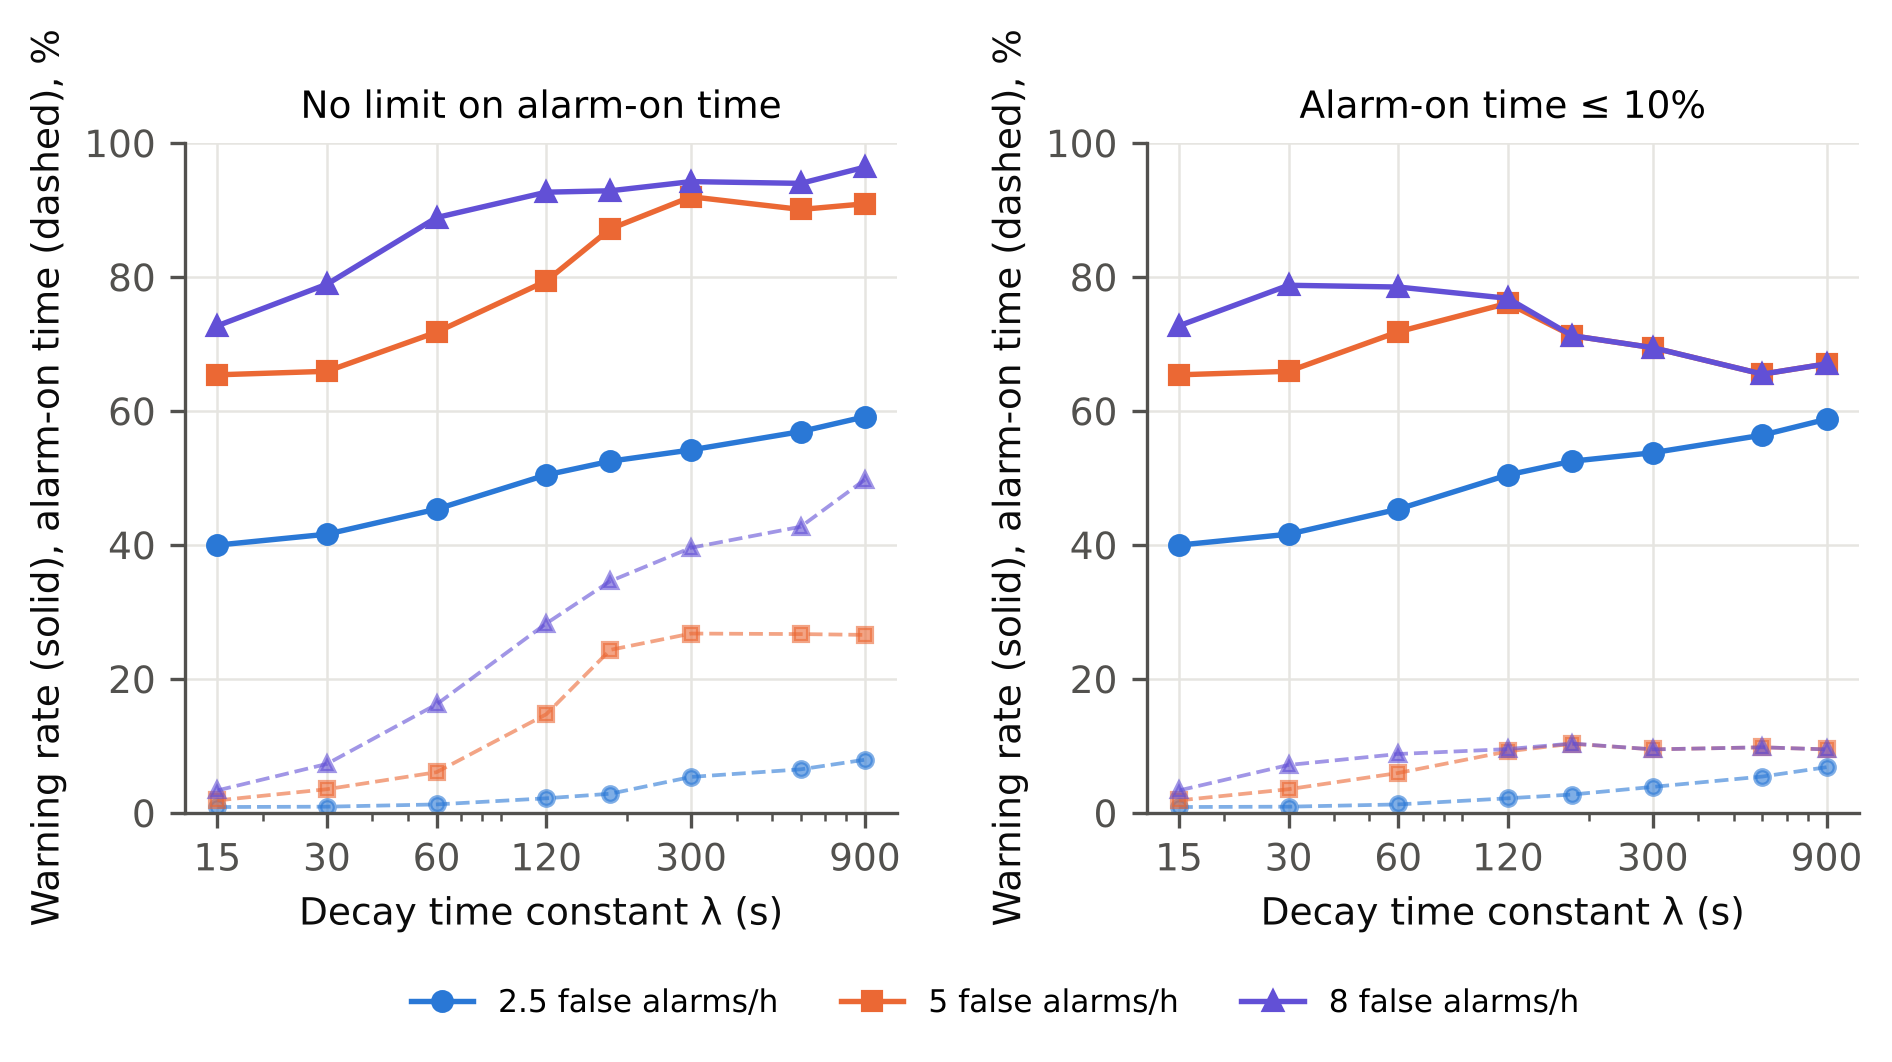 No limit on alarm-on time
Warning rate (solid), alarm-on time (dashed), %
100
80
60
40
20
0
15 30 60 120 300 900
Decay time constant λ (s)
Alarm-on time ≤ 10%
Warning rate (solid), alarm-on time (dashed), %
100
80
60
40
20
0
15 30 60 120 300 900
Decay time constant λ (s)
2.5 false alarms/h 5 false alarms/h 8 false alarms/h